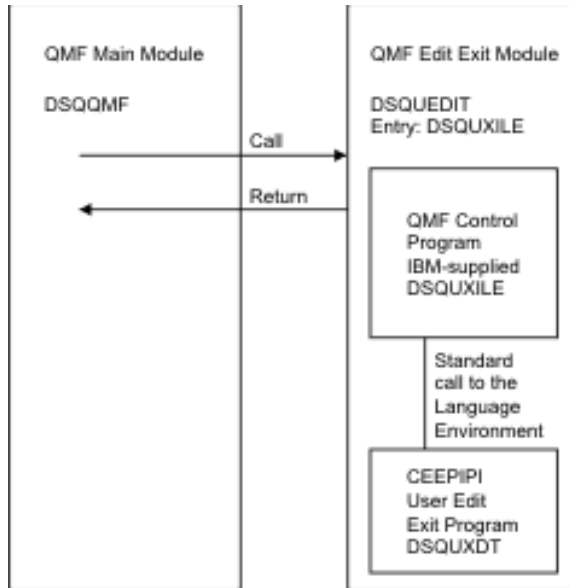 QMF Main Module
DSQQMF
Call
Return
QMF Edit Exit Module
DSQUEDIT
Entry: DSQUXILE
QMF Control
Program
IBM-supplied
DSQUXILE
Standard
call to the
Language
Environment
CEEPIPI
User Edit
Exit Program
DSQUXDT